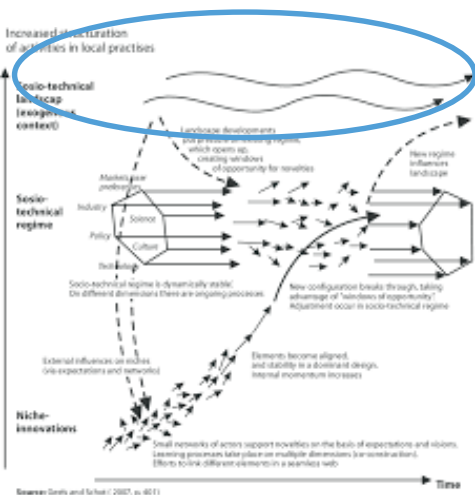 Increased structuration
of activities in local practises
Socio-technical
landscap
(exogenous
context)
Landscape developments
put pressure on existing regime,
which opens up,
creating windows
of opportunity for novelties
New regime
influences
landscape
Markets, user
preferences
Socio-
technical
regime
Industry
Science
Policy
Culture
Technology
Socio-technical regime is dynamically stable.
On different dimensions there are ongoing processes
New configuration breaks through, taking
advantage of "windows of opportunity".
Adjustment occur in socio-technical regime
External influences on niches
(via expectations and networks)
Elements become aligned,
and stability in a dominant design.
Internal momentum increases
Niche-
innovations
Small networks of actors support novelties on the basis of expectations and visions.
Learning processes take place on multiple dimensions (co-construction).
Efforts to link different elements in a seamless web
Time
Source: Geels and Schot ( 2007, p. 401)